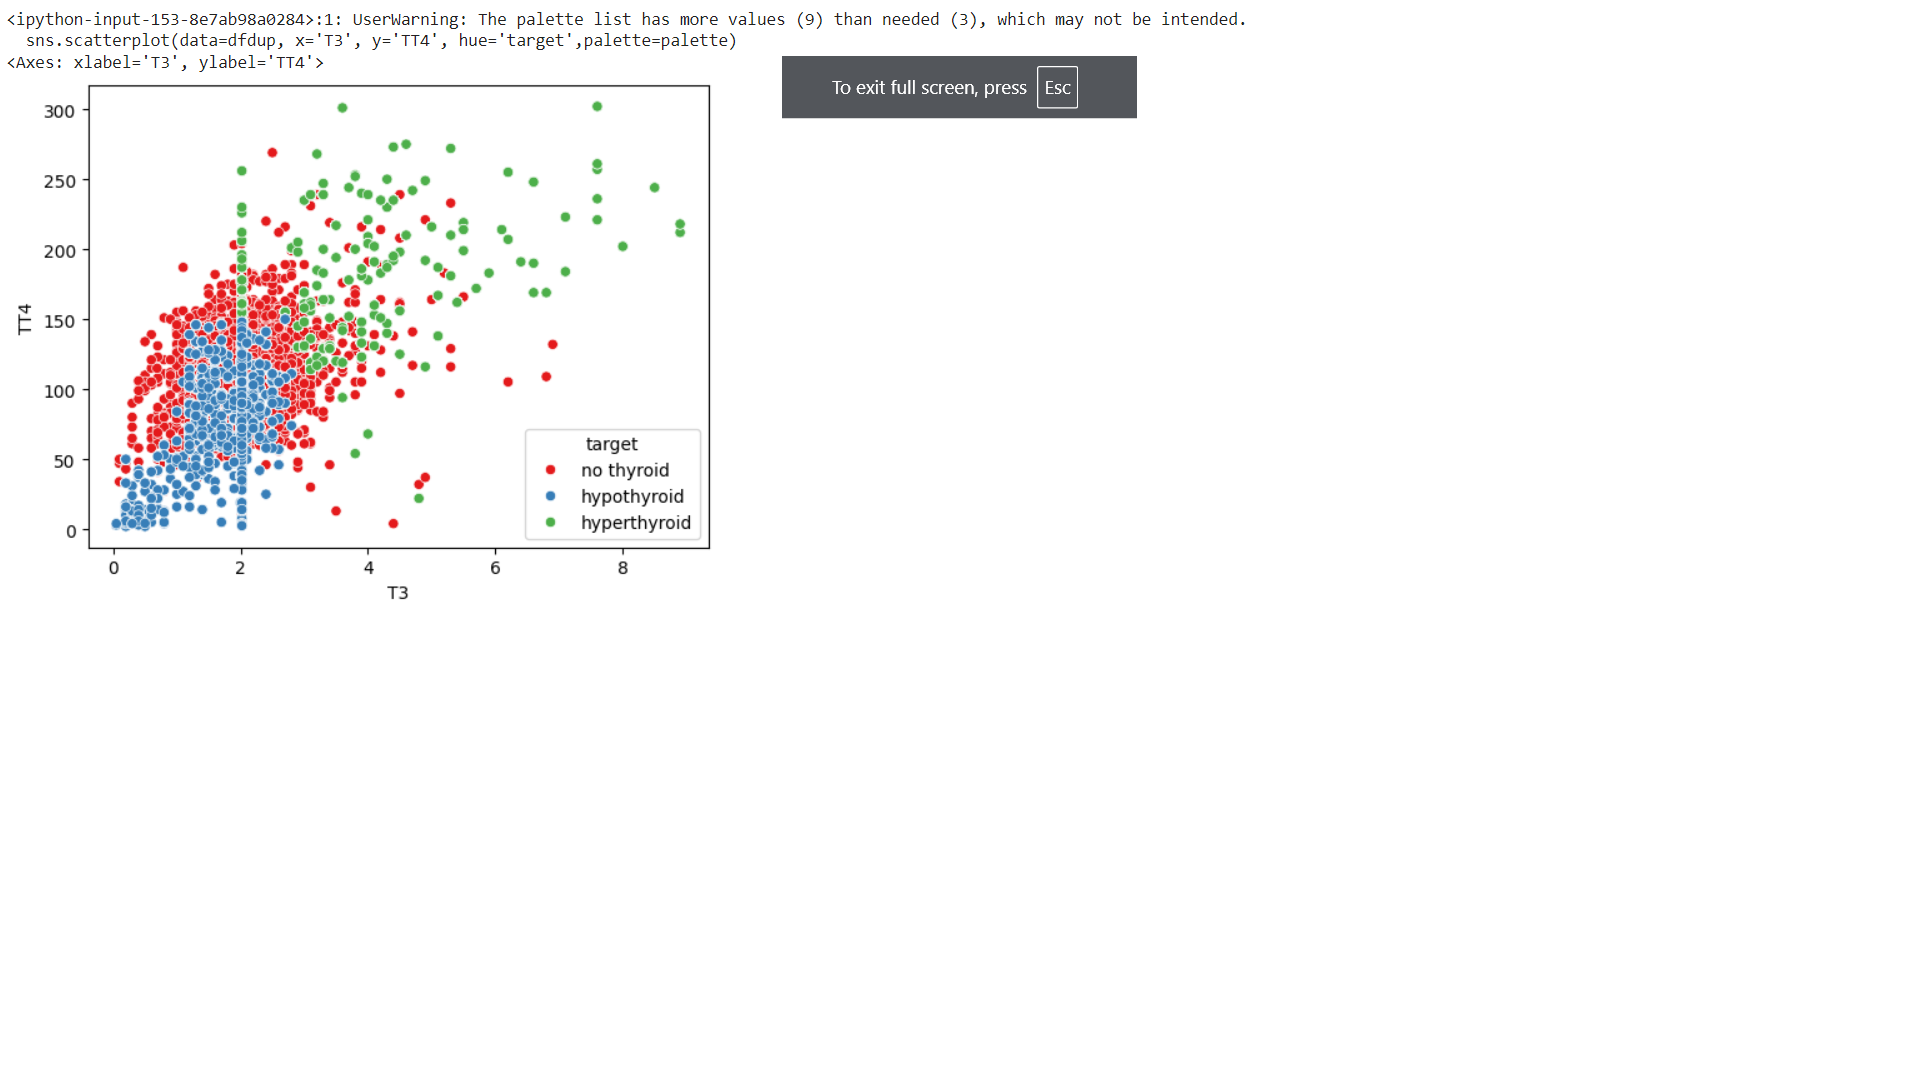 <ipython-input-153-8e7ab98a0284>:1: UserWarning: The palette list has more values (9) than needed (3), which may not be intended.
  sns.scatterplot(data=dfdup, x='T3', y='TT4', hue='target',palette=palette)
<Axes: xlabel='T3', ylabel='TT4'>
To exit full screen, press Esc
300
250
200
150
100
50
0
TT4
target
no thyroid
hypothyroid
hyperthyroid
0 2 4 6 8
T3